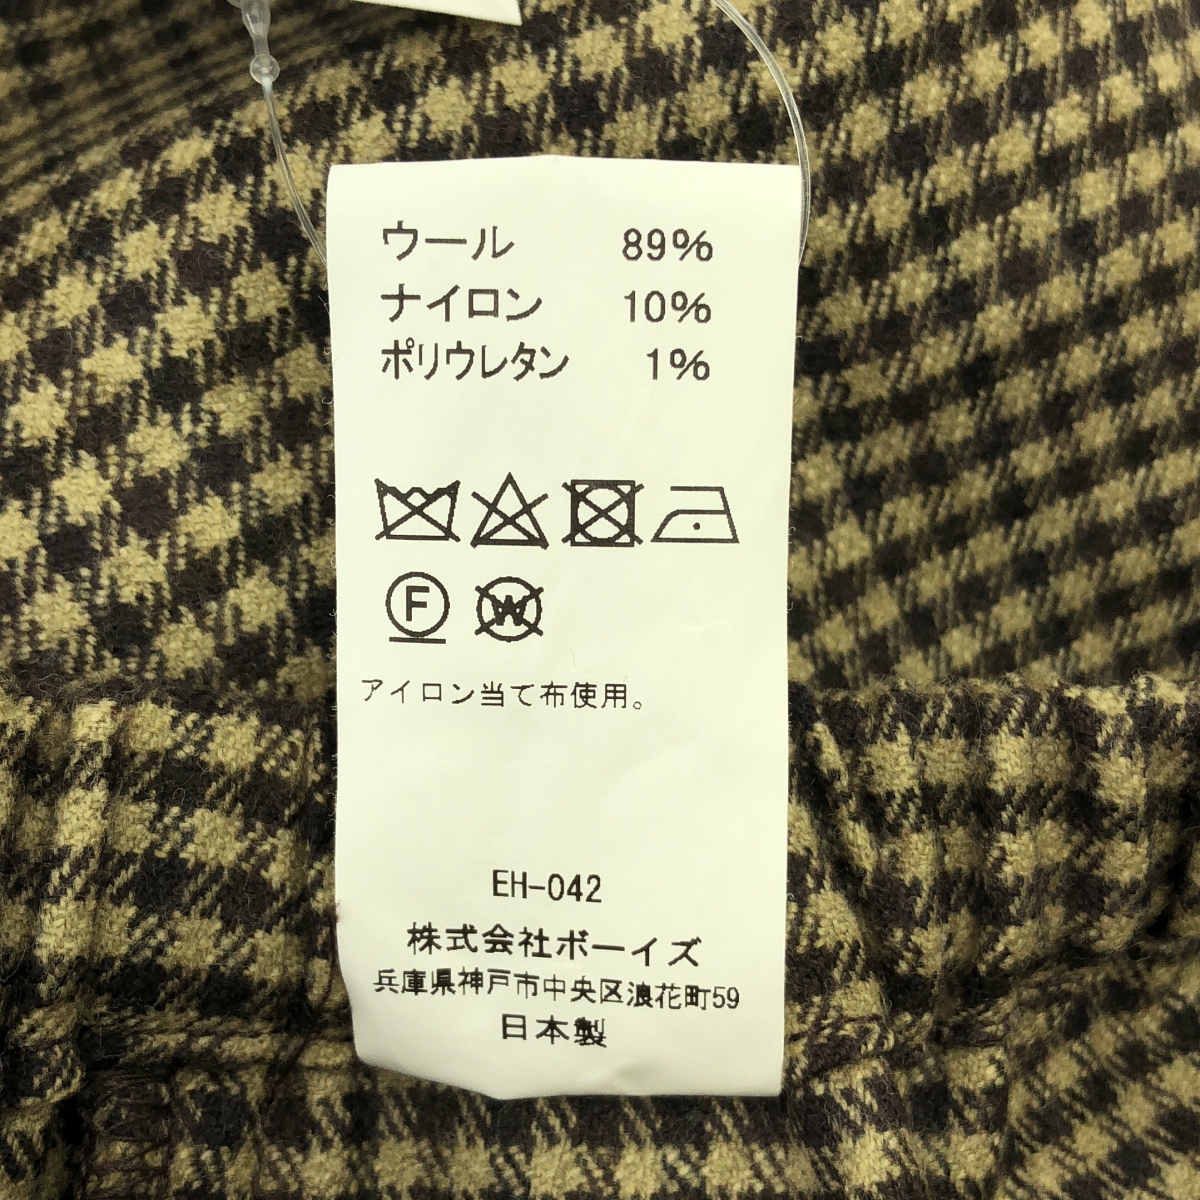 ウール 89%
ナイロン 10%
ポリウレタン 1%
F W
アイロン当て布使用。
EH-042
株式会社ボーイズ
兵庫県神戸市中央区浪花町59
日本製